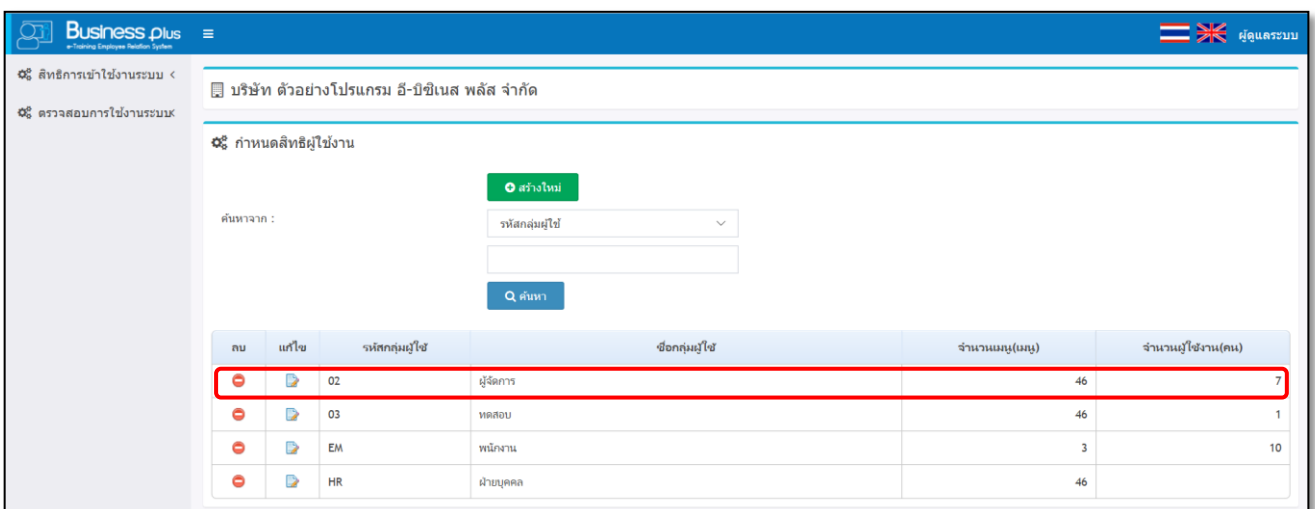 Business plus
e-Training Employee Relation System
ผู้ดูแลระบบ
สิทธิการเข้าใช้งานระบบ
ตรวจสอบการใช้งานระบบ
บริษัท ตัวอย่างโปรแกรม อี-บิซิเนส พลัส จำกัด
กำหนดสิทธิผู้ใช้งาน
สร้างใหม่
ค้นหาจาก :
รหัสกลุ่มผู้ใช้
ค้นหา
ลบ แก้ไข รหัสกลุ่มผู้ใช้ ชื่อกลุ่มผู้ใช้ จำนวนเมนู(เมนู) จำนวนผู้ใช้งาน(คน)
02 ผู้จัดการ 46 7
03 ทดสอบ 46 1
EM พนักงาน 3 10
HR ฝ่ายบุคคล 46